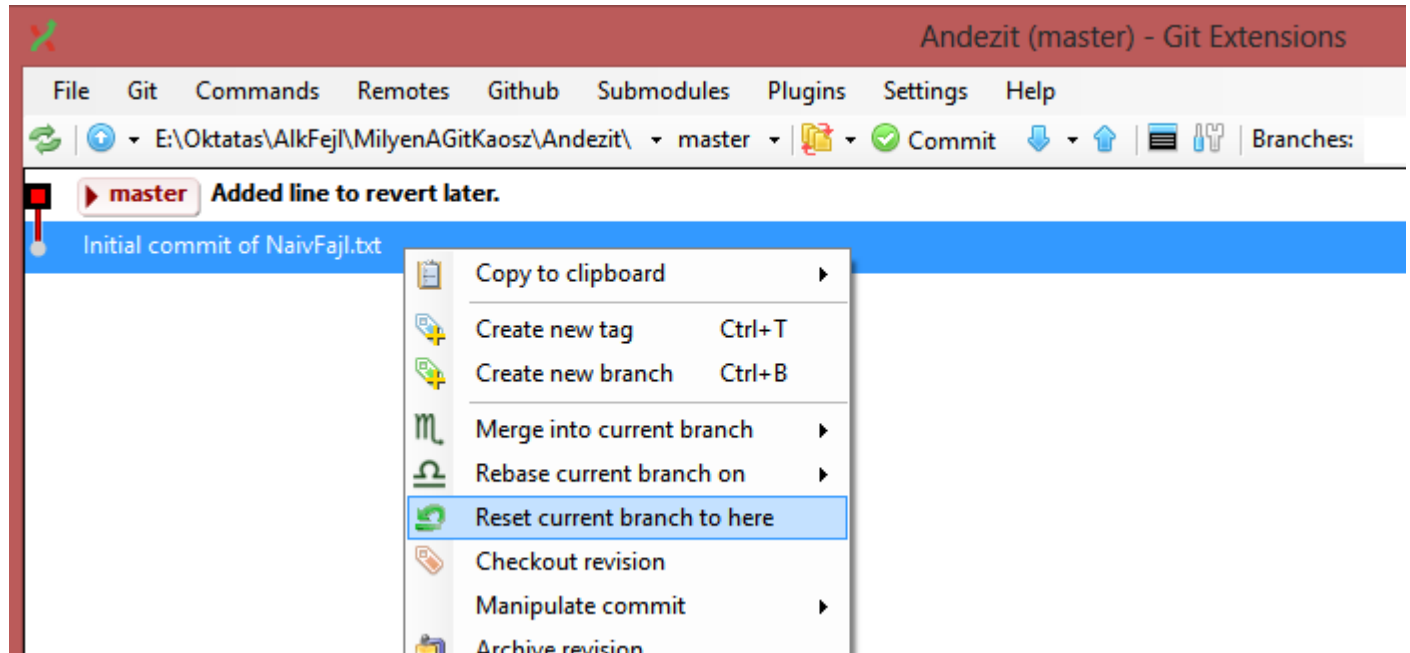 Andezit (master) - Git Extensions
File Git Commands Remotes Github Submodules Plugins Settings Help
E:\Oktatas\AlkFejl\MilyenAGitKaosz\Andezit\ master Commit Branches:
master Added line to revert later.
Initial commit of NaivFajl.txt
Copy to clipboard
Create new tag Ctrl+T
Create new branch Ctrl+B
Merge into current branch
Rebase current branch on
Reset current branch to here
Checkout revision
Manipulate commit
Archive revision